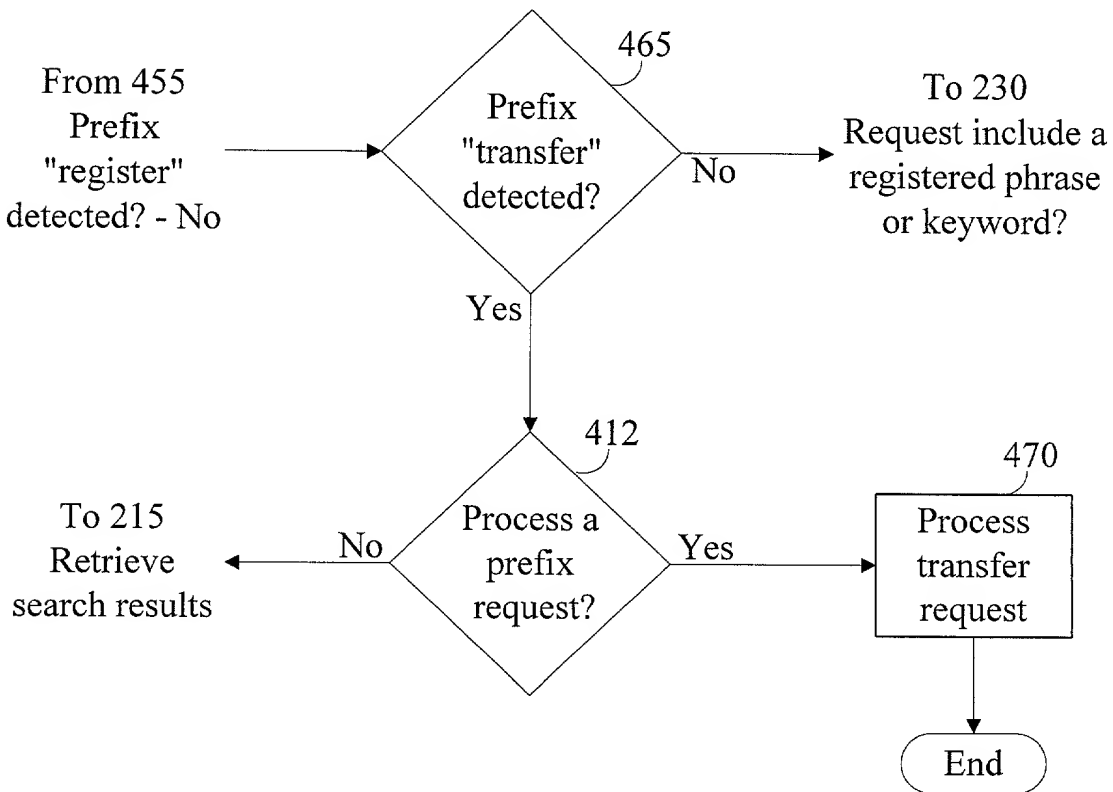 465
From 455
Prefix
"register"
detected? - No
Prefix
"transfer"
detected?
No
To 230
Request include a
registered phrase
or keyword?
Yes
412
470
To 215
Retrieve
search results
No
Process a
prefix
request?
Yes
Process
transfer
request
End